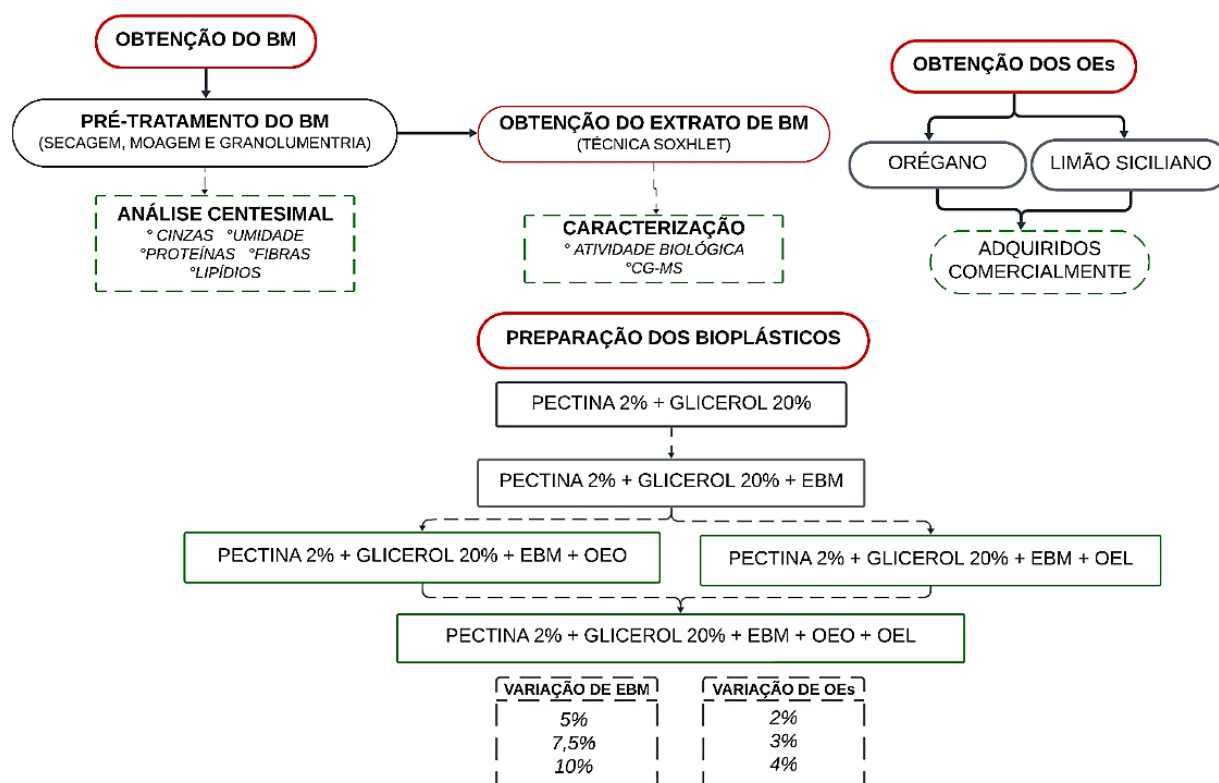 OBTENÇÃO DO BM
PRÉ-TRATAMENTO DO BM
(SECAGEM, MOAGEM E GRANOLUMENTRIA)
ANÁLISE CENTESIMAL
° CINZAS °UMIDADE
°PROTEÍNAS °FIBRAS
°LIPÍDIOS
OBTENÇÃO DO EXTRATO DE BM
(TÉCNICA SOXHLET)
CARACTERIZAÇÃO
° ATIVIDADE BIOLÓGICA
°CG-MS
OBTENÇÃO DOS OEs
ORÉGANO
LIMÃO SICILIANO
ADQUIRIDOS
COMERCIALMENTE
PREPARAÇÃO DOS BIOPLÁSTICOS
PECTINA 2% + GLICEROL 20%
PECTINA 2% + GLICEROL 20% + EBM
PECTINA 2% + GLICEROL 20% + EBM + OEO
PECTINA 2% + GLICEROL 20% + EBM + OEL
PECTINA 2% + GLICEROL 20% + EBM + OEO + OEL
VARIAÇÃO DE EBM
5%
7,5%
10%
VARIAÇÃO DE OEs
2%
3%
4%